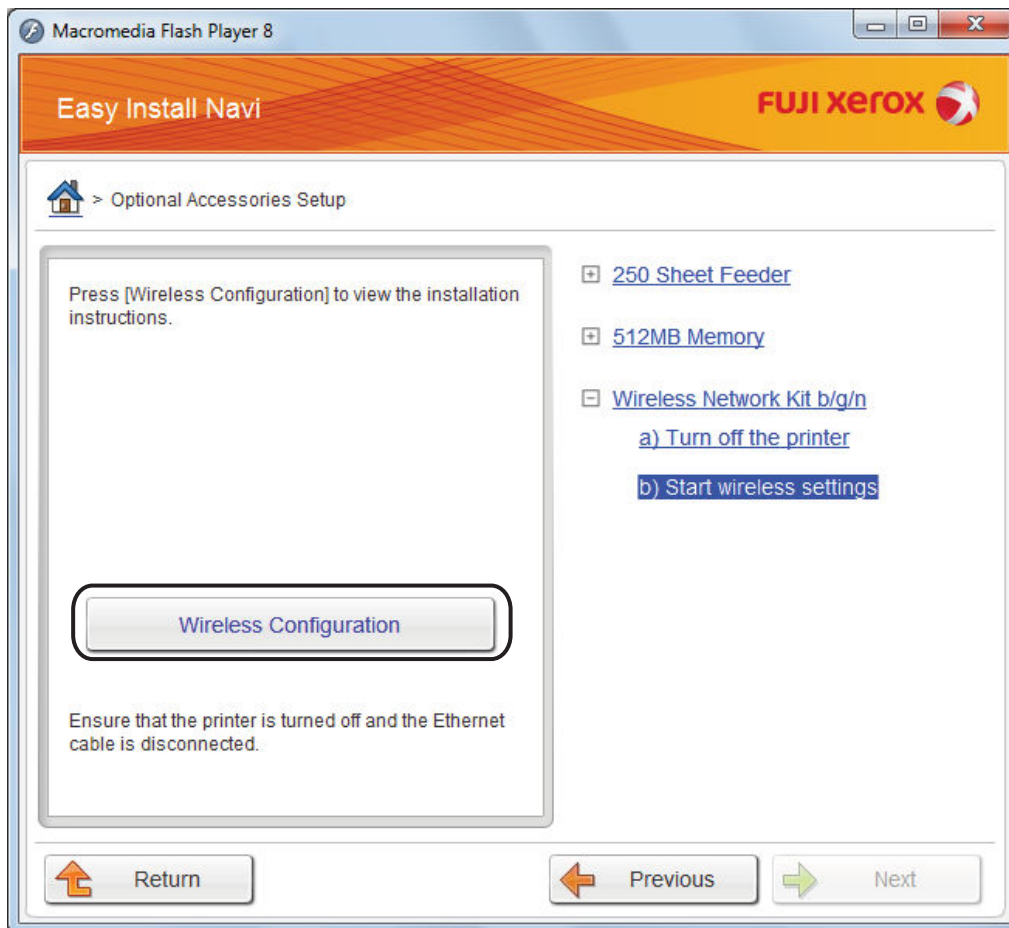 Macromedia Flash Player 8
Easy Install Navi
FUJI xerox
> Optional Accessories Setup
Press [Wireless Configuration] to view the installation
instructions.
Wireless Configuration
Ensure that the printer is turned off and the Ethernet
cable is disconnected.
250 Sheet Feeder
512MB Memory
Wireless Network Kit b/g/n
a) Turn off the printer
b) Start wireless settings
Return
Previous
Next